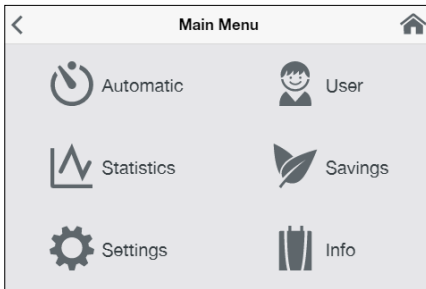 Main Menu
Automatic
User
Statistics
Savings
Settings
Info